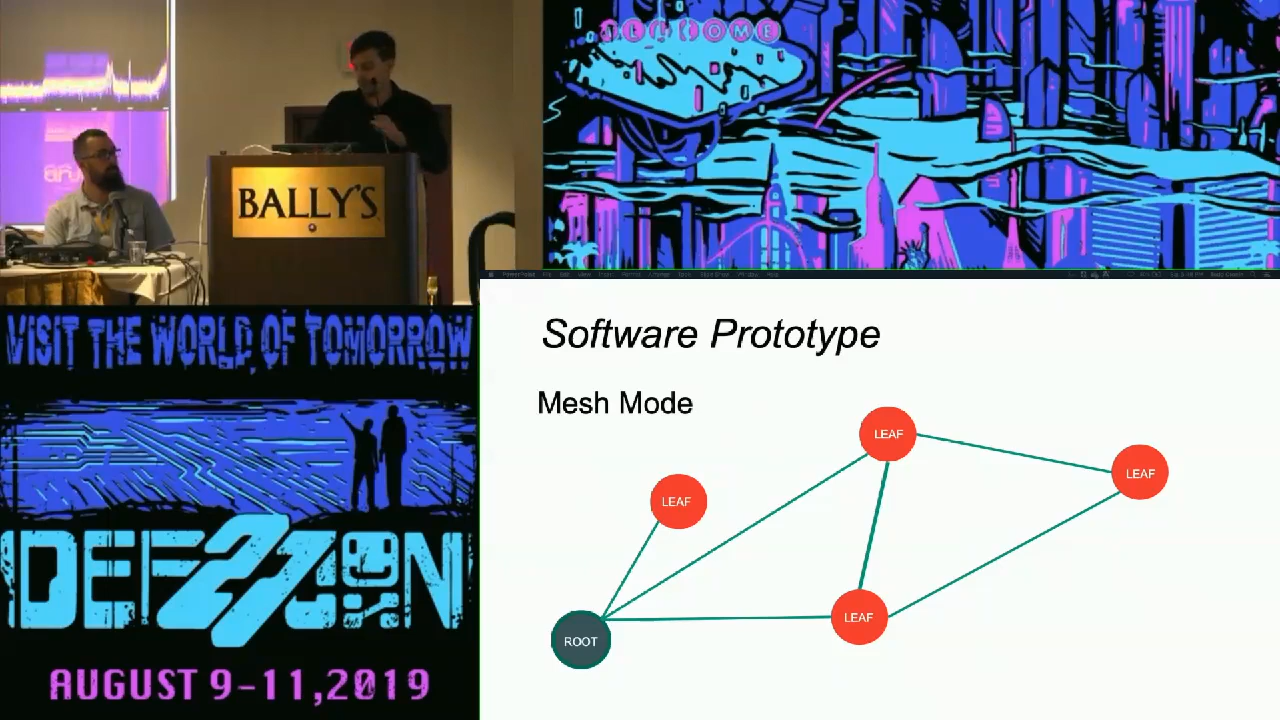 WELCOME
BALLY'S
VISIT THE WORLD OF TOMORROW
DEF CON
27
AUGUST 9-11,2019
Software Prototype
Mesh Mode
LEAF
LEAF
LEAF
LEAF
ROOT